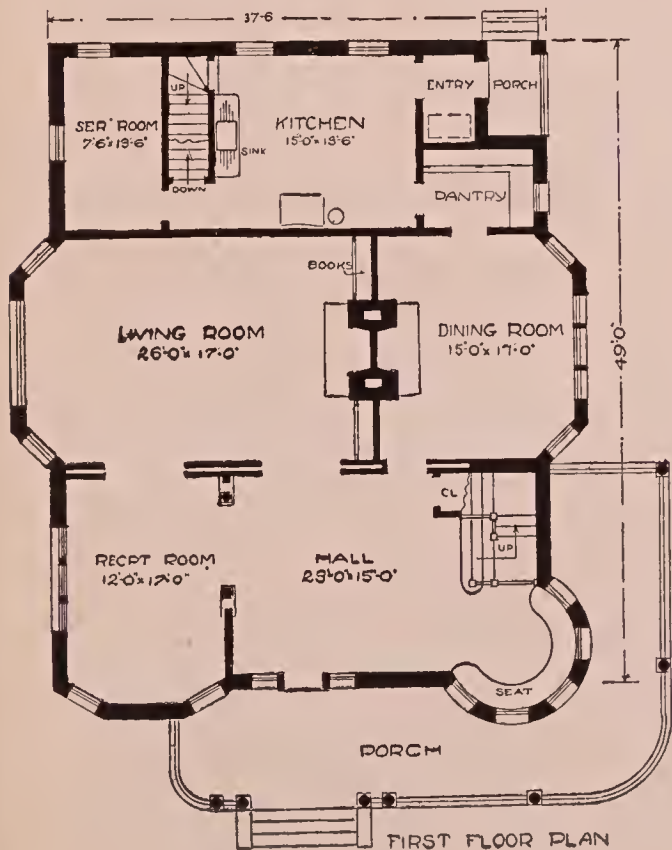 37-6
UP
ENTRY
PORCH
SER' ROOM
7'6"x13'-6"
KITCHEN
15'0"x13'6"
SINK
DOWN
PANTRY
BOOKS
LIVING ROOM
26'-0"x 17'-0"
DINING ROOM
15'0"x 17'-0"
49'0"
CL
RECPT ROOM
12'-0"x 17'-0"
HALL
23'-0"x 15'-0"
UP
SEAT
PORCH
FIRST FLOOR PLAN